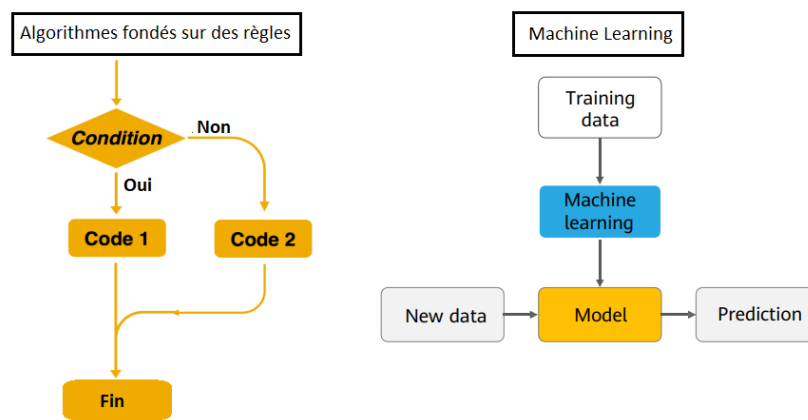 Algorithmes fondés sur des règles
Condition
Non
Oui
Code 1
Code 2
Fin
Machine Learning
Training
data
Machine
learning
New data
Model
Prediction